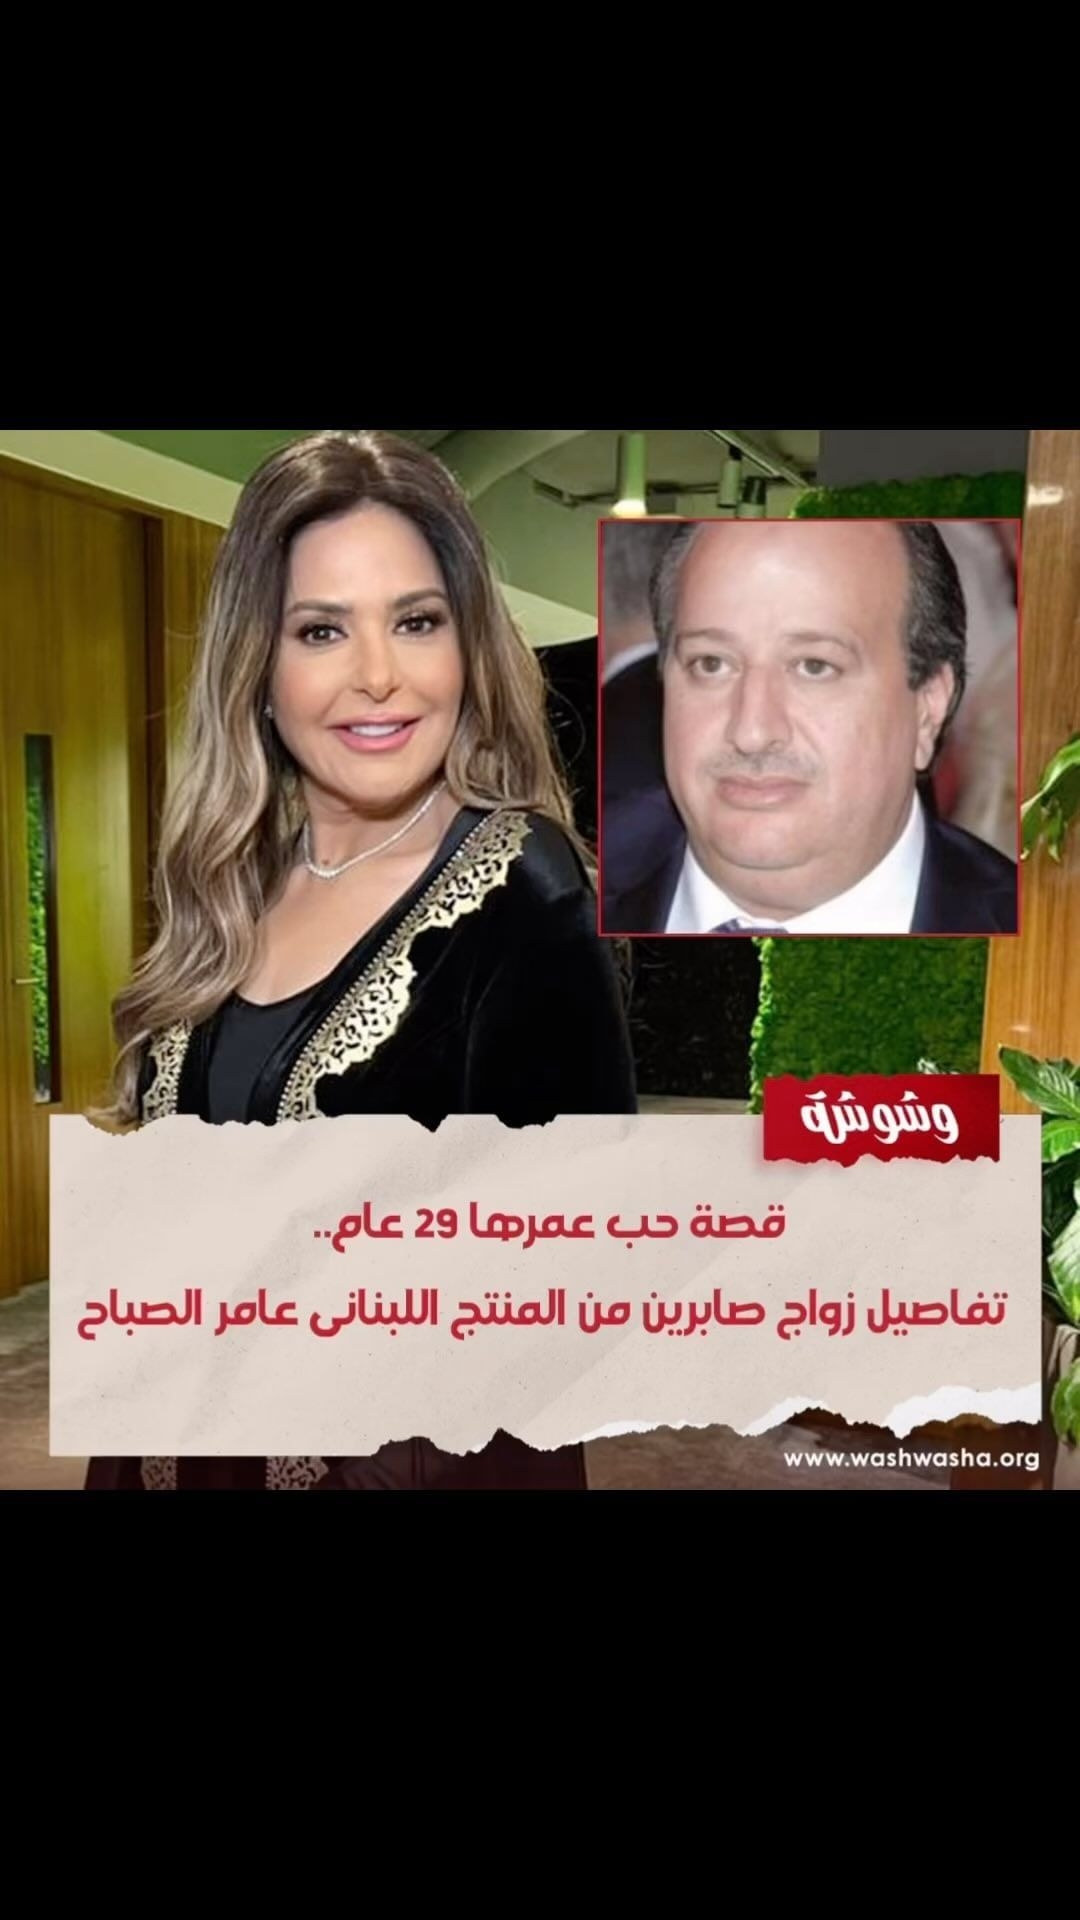 وشوشة
قصة حب عمرها 29 عام..
تفاصيل زواج صابرين من المنتج اللبنانى عامر الصباح
www.washwasha.org